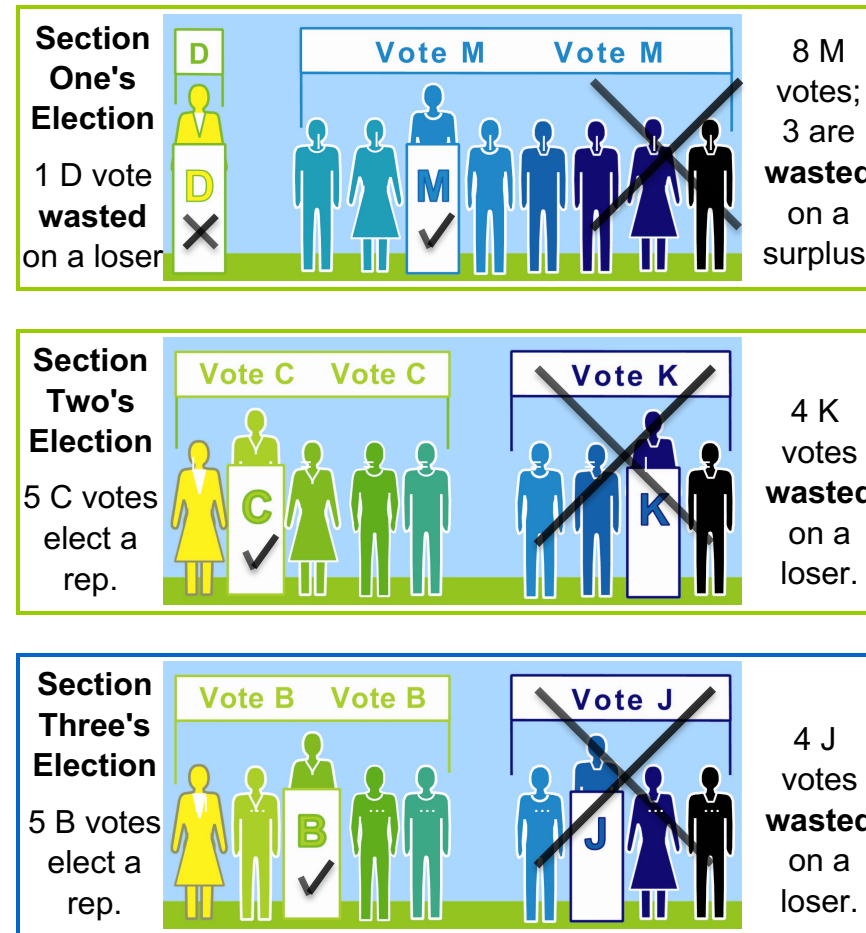 Section
One's
Election
1 D vote
wasted
on a loser
D
D
Vote M Vote M
M
8 M
votes;
3 are
wasted
on a
surplus
Section
Two's
Election
5 C votes
elect a
rep.
Vote C Vote C
C
Vote K
K
4 K
votes
wasted
on a
loser.
Section
Three's
Election
5 B votes
elect a
rep.
Vote B Vote B
B
Vote J
J
4 J
votes
wasted
on a
loser.